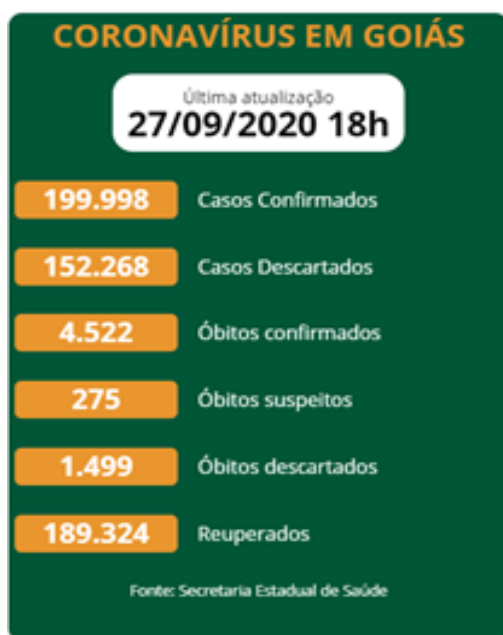 CORONAVÍRUS EM GOIÁS
Última atualização
27/09/2020 18h
199.998 Casos Confirmados
152.268 Casos Descartados
4.522 Óbitos confirmados
275 Óbitos suspeitos
1.499 Óbitos descartados
189.324 Reuperados
Fonte: Secretaria Estadual de Saúde